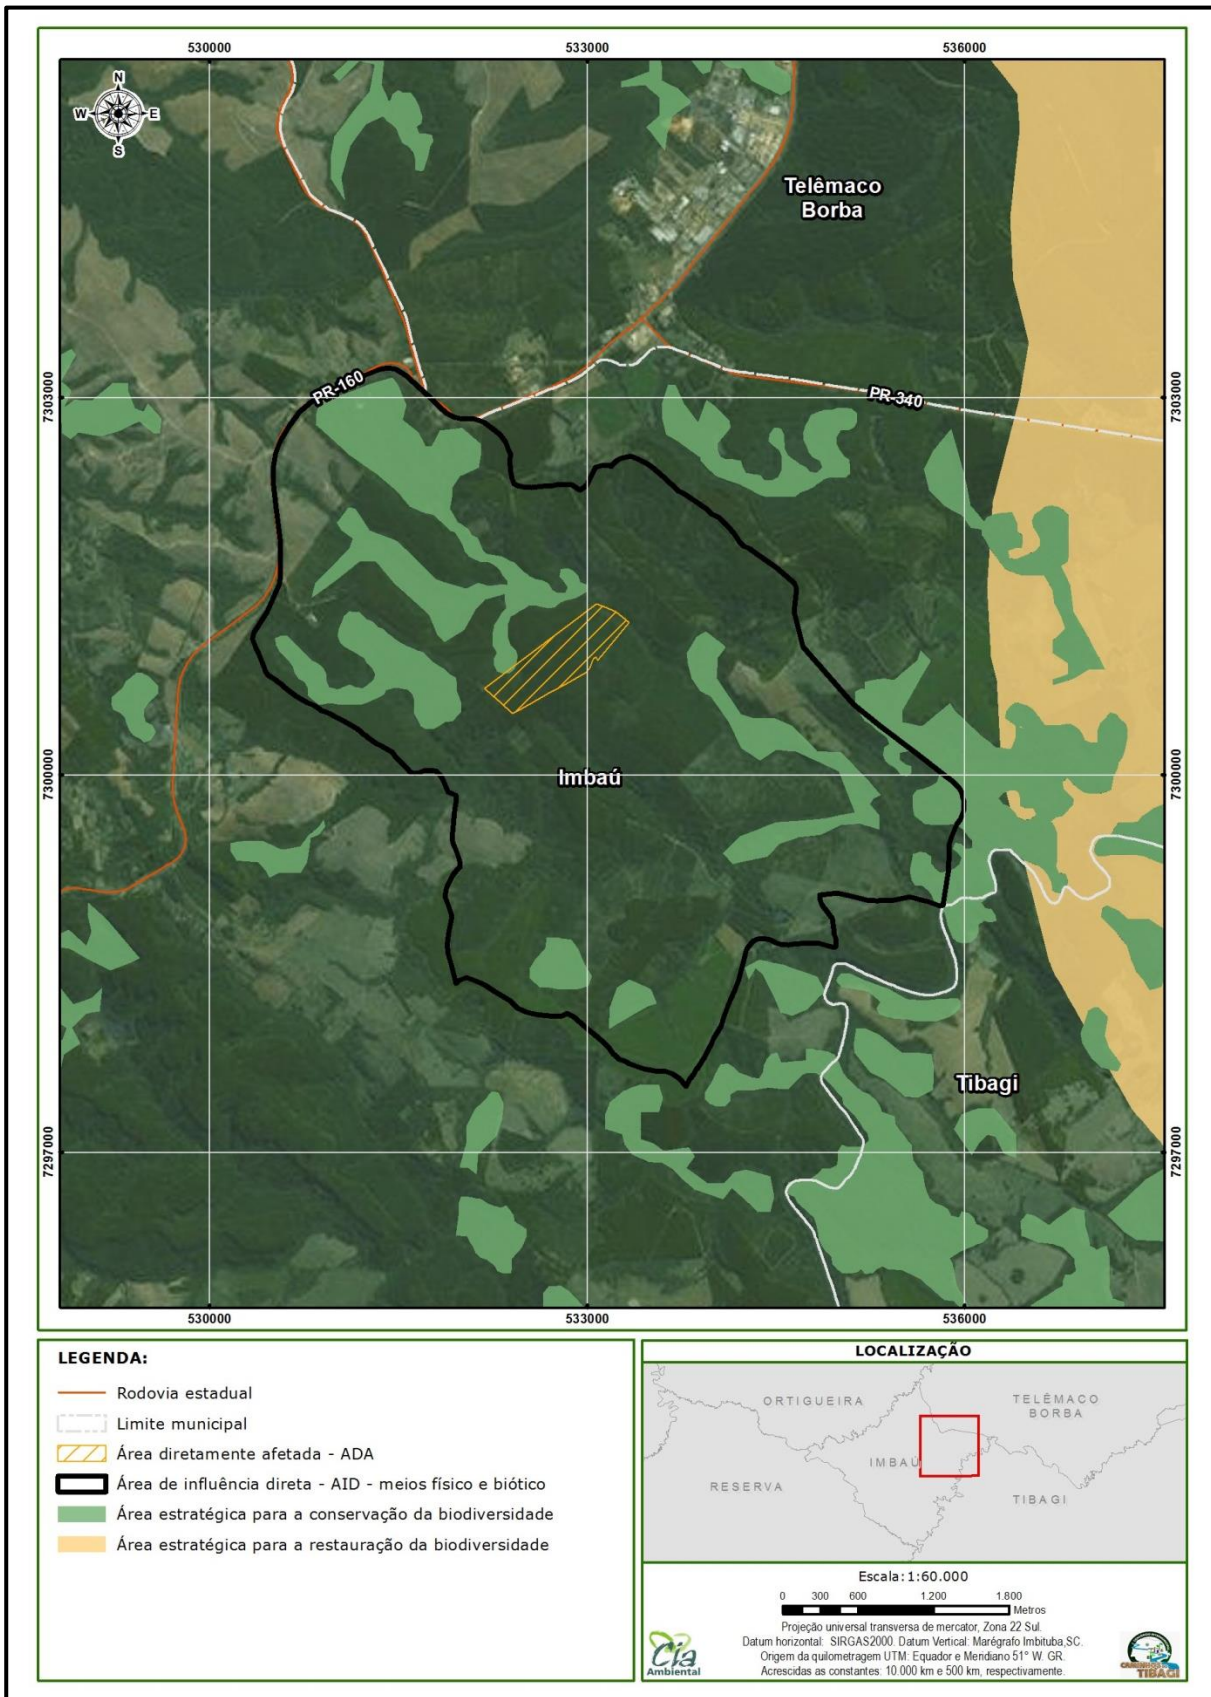 530000
533000
536000
N
W
E
S
Telêmaco
Borba
PR-160
PR-340
7303000
7303000
7300000
Imbaú
7300000
Tibagi
7297000
7297000
530000
533000
536000
LEGENDA:
Rodovia estadual
Limite municipal
Área diretamente afetada - ADA
Área de influência direta - AID - meios físico e biótico
Área estratégica para a conservação da biodiversidade
Área estratégica para a restauração da biodiversidade
LOCALIZAÇÃO
ORTIGUEIRA
TELÊMACO
BORBA
IMBAÚ
RESERVA
TIBAGI
Escala: 1:60.000
0 300 600 1.200 1.800
Metros
Projeção universal transversa de mercator, Zona 22 Sul.
Datum horizontal: SIRGAS2000. Datum Vertical: Marégrafo Imbituba,SC.
Origem da quilometragem UTM: Equador e Meridiano 51° W. GR.
Acrescidas as constantes: 10.000 km e 500 km, respectivamente.
Cia
Ambiental
CAMINHOS DO
TIBAGI